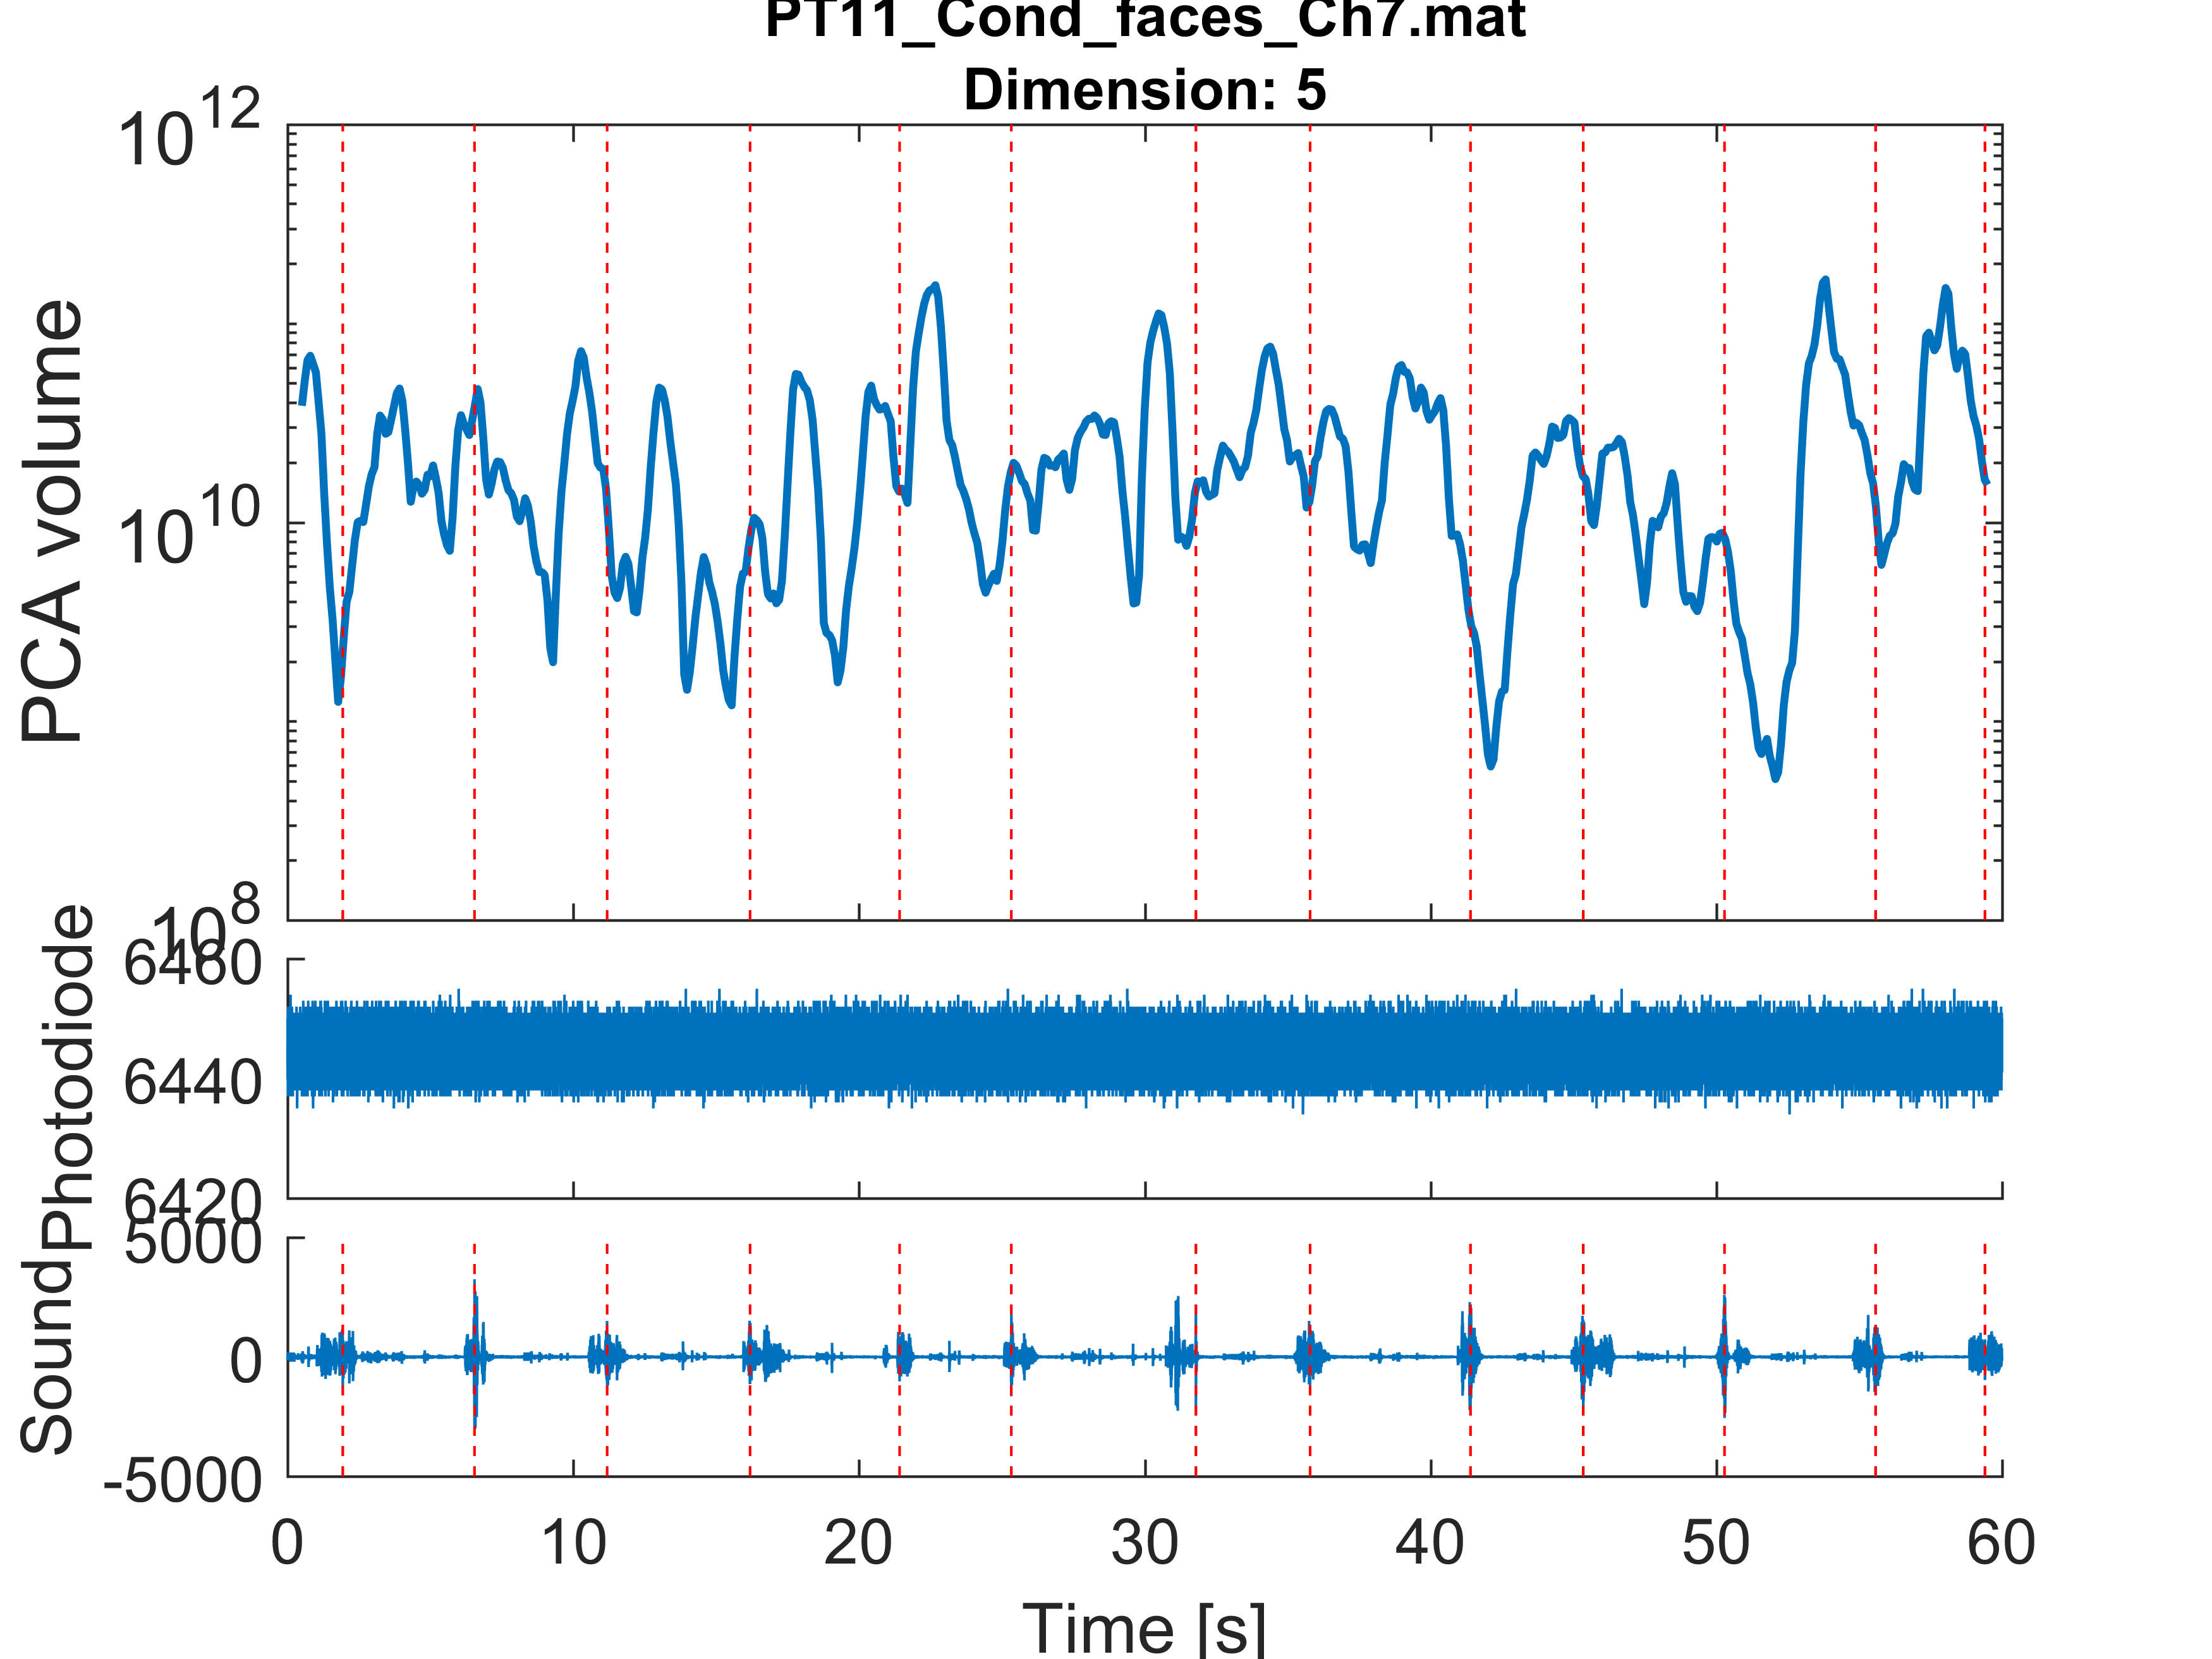 PT11_Cond_faces_Ch7.mat
Dimension: 5
PCA volume
10^12
10^10
10^8
Photodiode
6460
6440
6420
Sound
5000
0
-5000
0 10 20 30 40 50 60
Time [s]